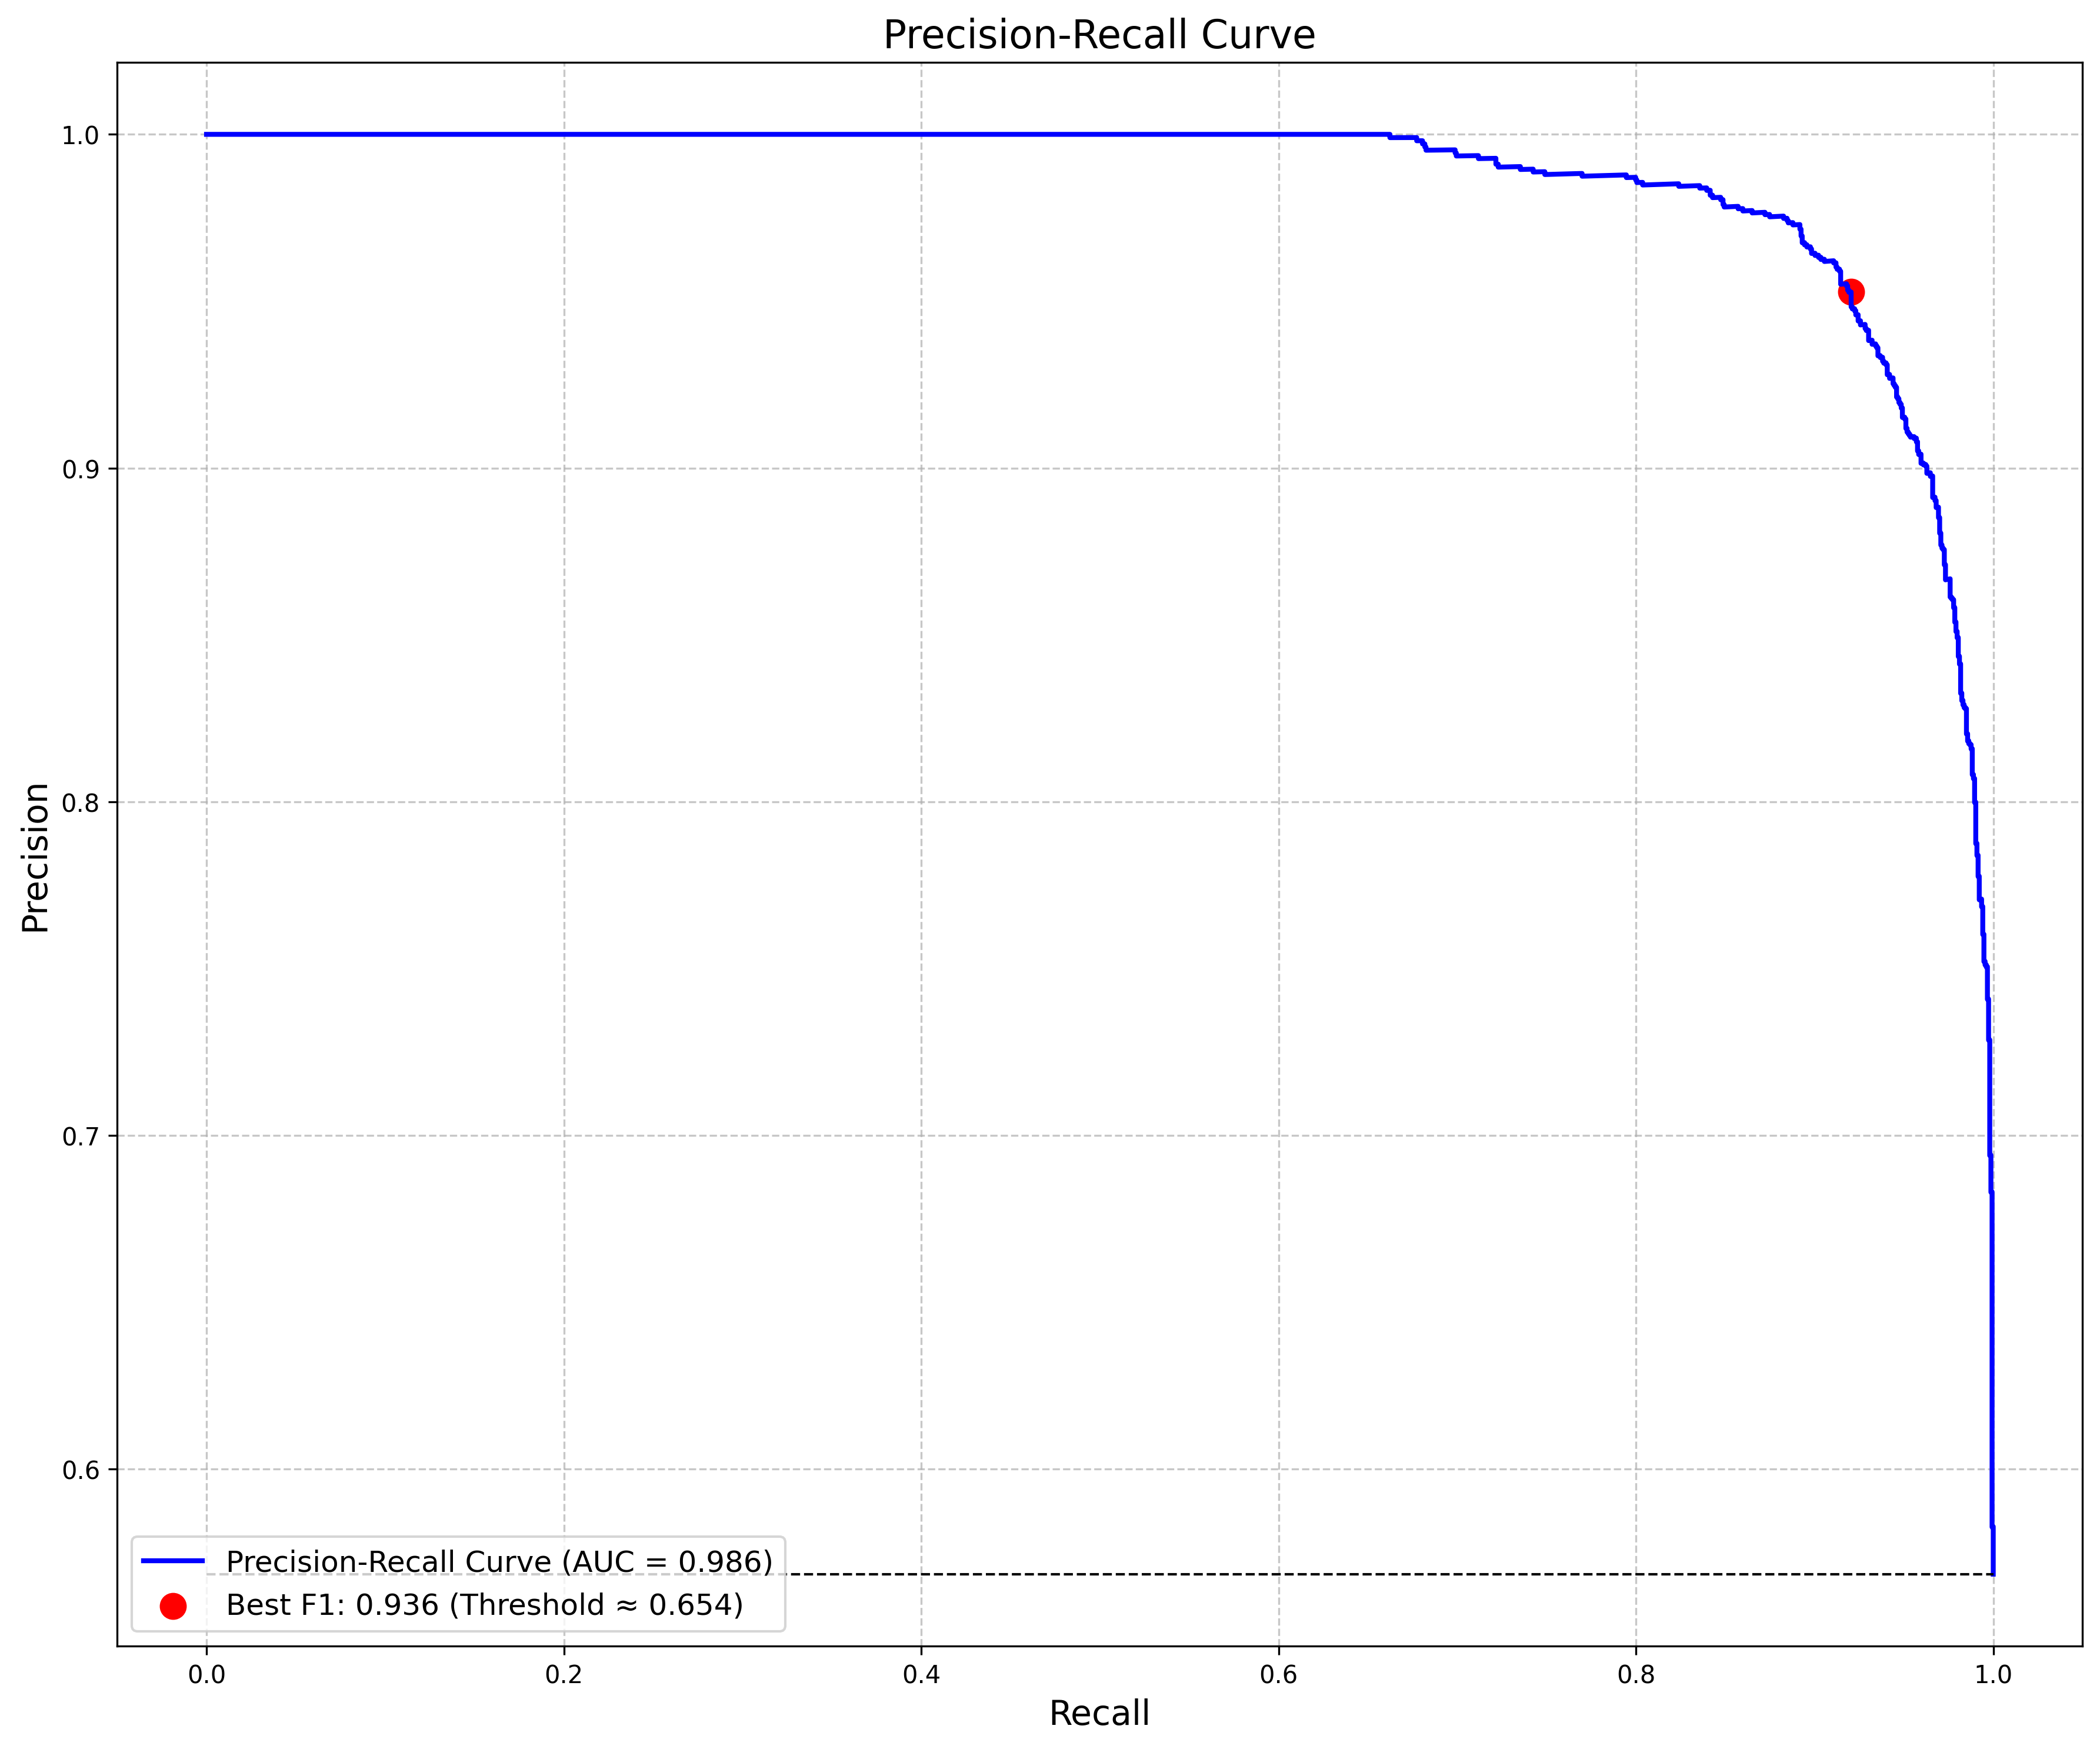 Precision-Recall Curve
1.0
0.9
0.8
0.7
0.6
Precision
Precision-Recall Curve (AUC = 0.986)
Best F1: 0.936 (Threshold ≈ 0.654)
0.0 0.2 0.4 0.6 0.8 1.0
Recall